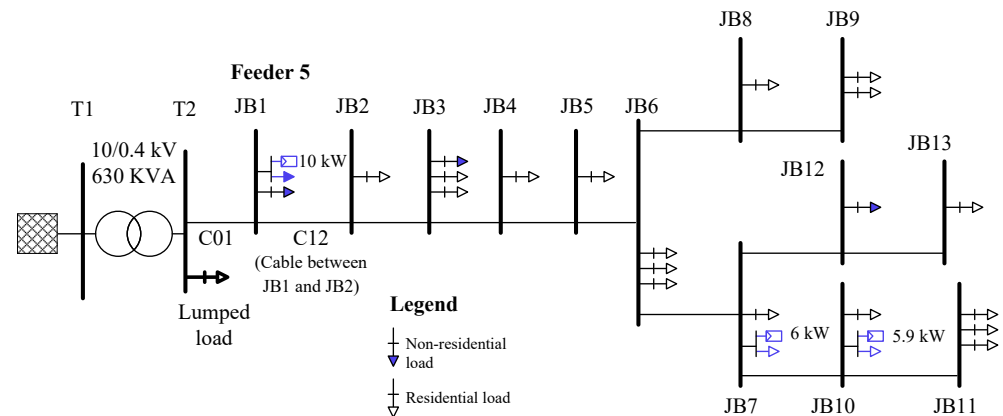 JB8
JB9
Feeder 5
T1
T2
JB1
JB2
JB3
JB4
JB5
JB6
JB13
10/0.4 kV
630 KVA
10 kW
JB12
C01
C12
(Cable between
JB1 and JB2)
Lumped
load
Legend
Non-residential
load
Residential load
6 kW
5.9 kW
JB7
JB10
JB11